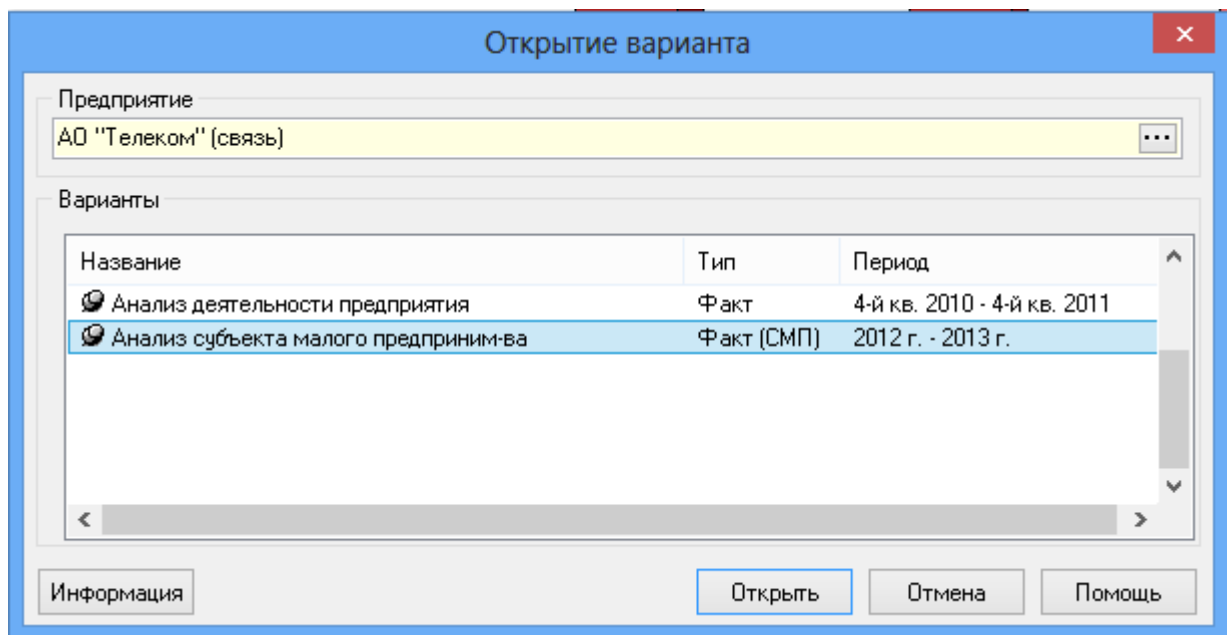 Открытие варианта
Предприятие
АО "Телеком" (связь)
Варианты
Название Тип Период
Анализ деятельности предприятия Факт 4-й кв. 2010 - 4-й кв. 2011
Анализ субъекта малого предприним-ва Факт (СМП) 2012 г. - 2013 г.
Информация Открыть Отмена Помощь